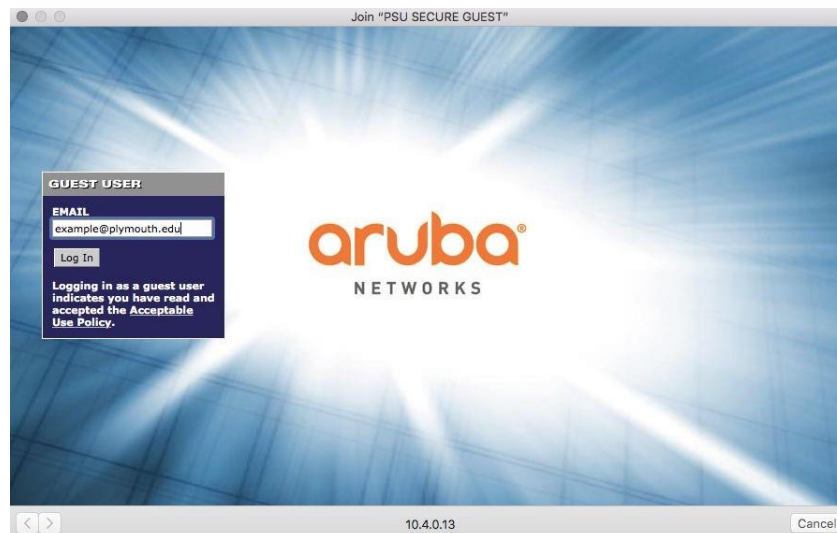 Join "PSU SECURE GUEST"
GUEST USER
EMAIL
example@plymouth.edu
Log In
Logging in as a guest user
indicates you have read and
accepted the Acceptable
Use Policy.
aruba®
NETWORKS
10.4.0.13
Cancel